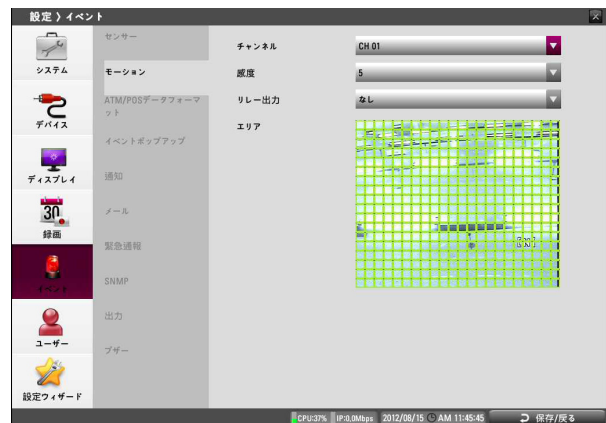 設定 〉イベント
システム
デバイス
ディスプレイ
30
録画
イベント
ユーザー
設定ウィザード
センサー
モーション
ATM/POSデータフォーマ
ット
イベントポップアップ
通知
メール
緊急通報
SNMP
出力
ブザー
チャンネル
CH 01
感度
5
リレー出力
なし
エリア
CPU:37%
IP:0.0Mbps
2012/08/15
AM 11:45:45
保存/戻る